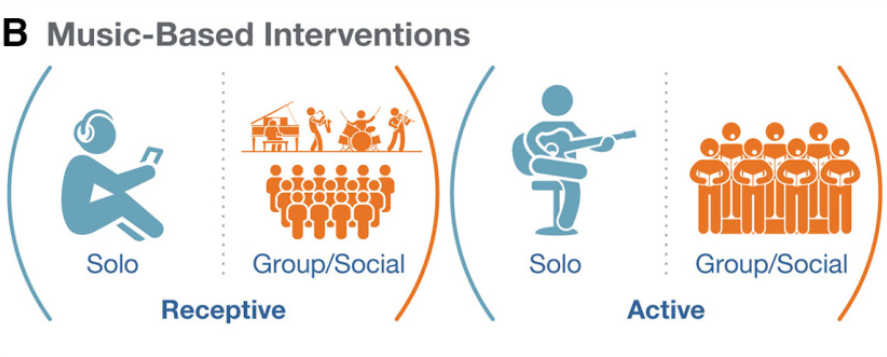 B Music-Based Interventions
Solo
Group/Social
Solo
Group/Social
Receptive
Active